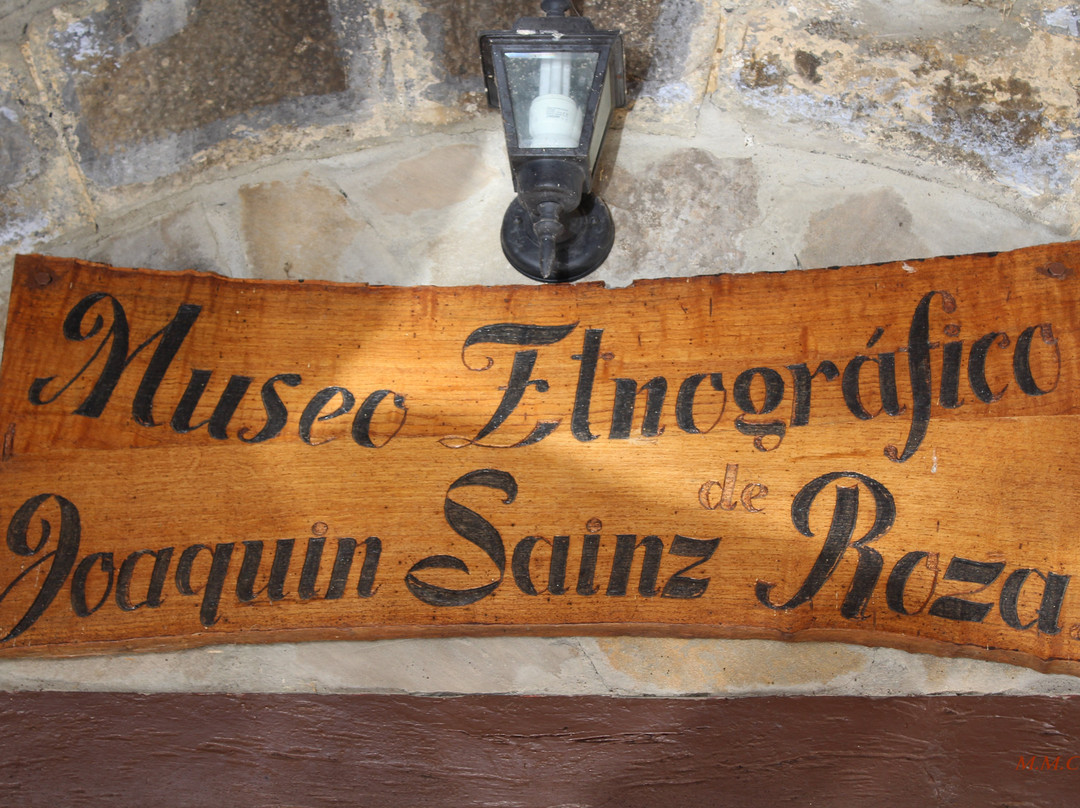 Museo Etnográfico
Joaquin Sainz de Roza.
M.M.C